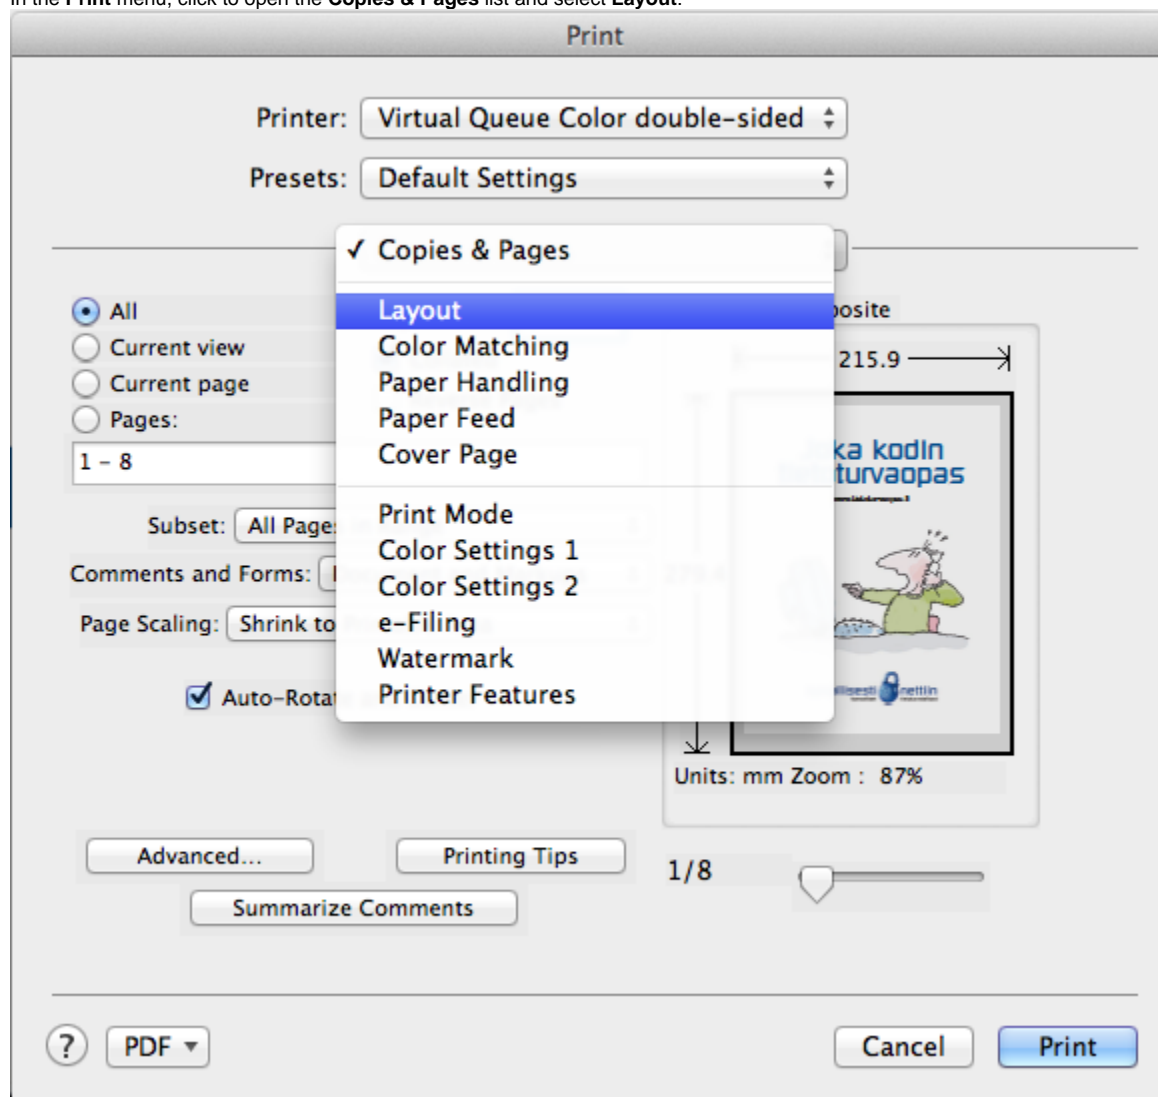 In the Print menu, click to open the Copies & Pages list and select Layout.
Print
Printer: Virtual Queue Color double-sided
Presets: Default Settings
✓ Copies & Pages
Layout
Color Matching
Paper Handling
Paper Feed
Cover Page
Print Mode
Color Settings 1
Color Settings 2
e-Filing
Watermark
Printer Features
All
Current view
Current page
Pages:
1 - 8
Subset: All Pages
Comments and Forms:
Page Scaling: Shrink to
Auto-Rotat
posite
215.9
ka kodin
turvaopas
nettiin
Units: mm Zoom : 87%
Advanced...
Printing Tips
Summarize Comments
1/8
? PDF
Cancel
Print